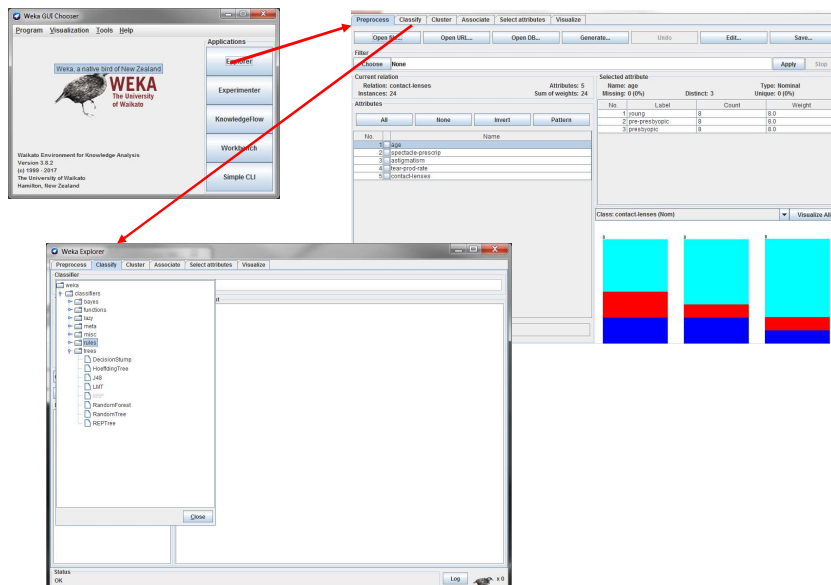 Weka GUI Chooser
Program Visualization Tools Help
Applications
Weka, a native bird of New Zealand
WEKA
The University
of Waikato
Explorer
Experimenter
KnowledgeFlow
Workbench
Simple CLI
Waikato Environment for Knowledge Analysis
Version 3.8.2
(c) 1999 - 2017
The University of Waikato
Hamilton, New Zealand
Preprocess Classify Cluster Associate Select attributes Visualize
Open file... Open URL... Open DB... Generate... Undo Edit... Save...
Filter
Choose None Apply Stop
Current relation
Relation: contact-lenses Attributes: 5
Instances: 24 Sum of weights: 24
Attributes
All None Invert Pattern
No. Name
1 age
2 spectacle-prescrip
3 astigmatism
4 tear-prod-rate
5 contact-lenses
Selected attribute
Name: age Type: Nominal
Missing: 0 (0%) Distinct: 3 Unique: 0 (0%)
No. Label Count Weight
1 young 8 8.0
2 pre-presbyopic 8 8.0
3 presbyopic 8 8.0
Class: contact-lenses (Nom) Visualize All
8 8 8
Weka Explorer
Preprocess Classify Cluster Associate Select attributes Visualize
Classifier
weka
classifiers
bayes
functions
lazy
meta
misc
rules
trees
DecisionStump
HoeffdingTree
J48
LMT
RandomForest
RandomTree
REPTree
Close
Status
OK
Log x 0